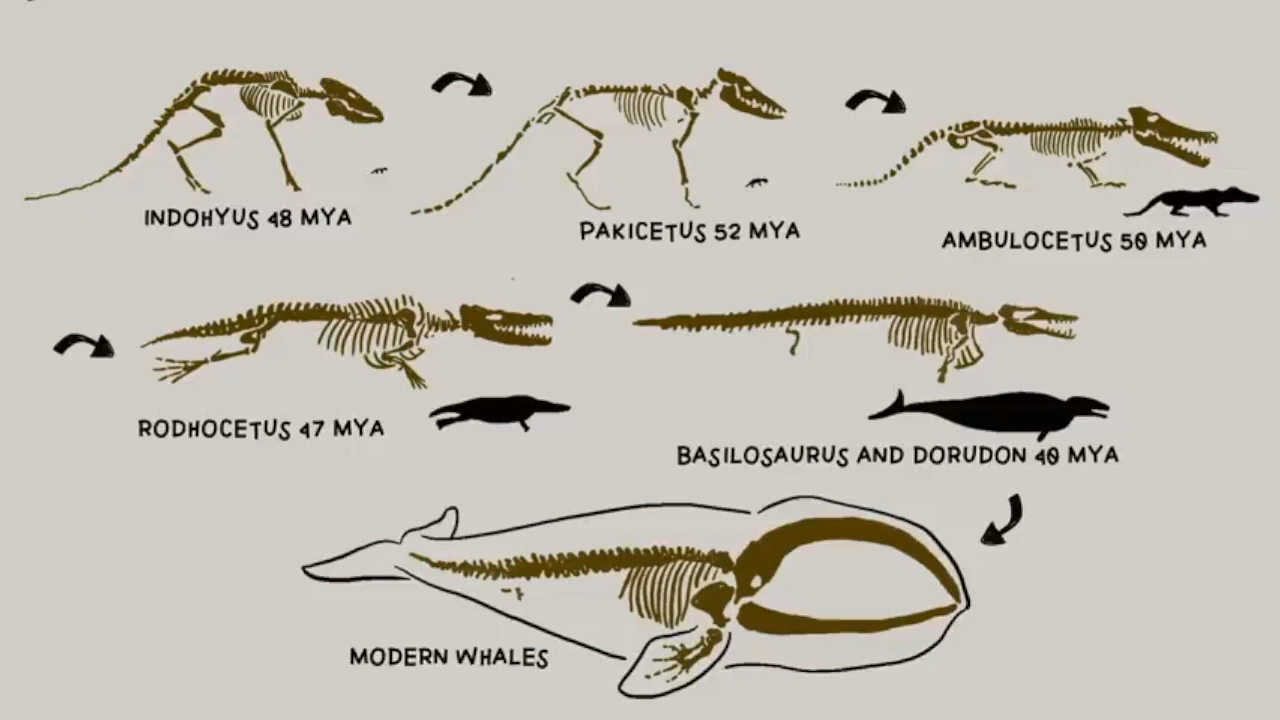 INDOHYUS 48 MYA
PAKICETUS 52 MYA
AMBULOCETUS 50 MYA
RODHOCETUS 47 MYA
BASILOSAURUS AND DORUDON 40 MYA
MODERN WHALES